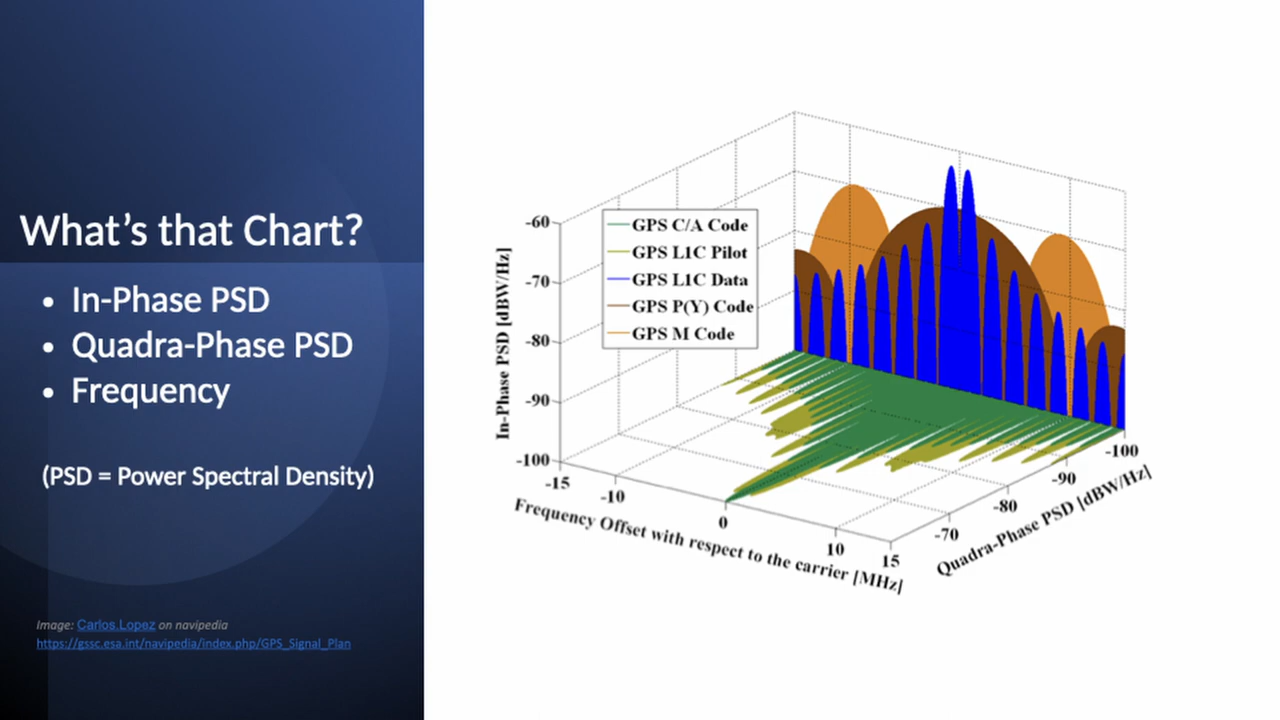 What's that Chart?
• In-Phase PSD
• Quadra-Phase PSD
• Frequency
(PSD = Power Spectral Density)
Image: Carlos.Lopez on navipedia
https://gssc.esa.int/navipedia/index.php/GPS_Signal_Plan
GPS C/A Code
GPS L1C Pilot
GPS L1C Data
GPS P(Y) Code
GPS M Code
In-Phase PSD [dBW/Hz]
-60
-70
-80
-90
-100
-15
-10
0
10
15
Frequency Offset with respect to the carrier [MHz]
-70
-80
-90
-100
Quadra-Phase PSD [dBW/Hz]